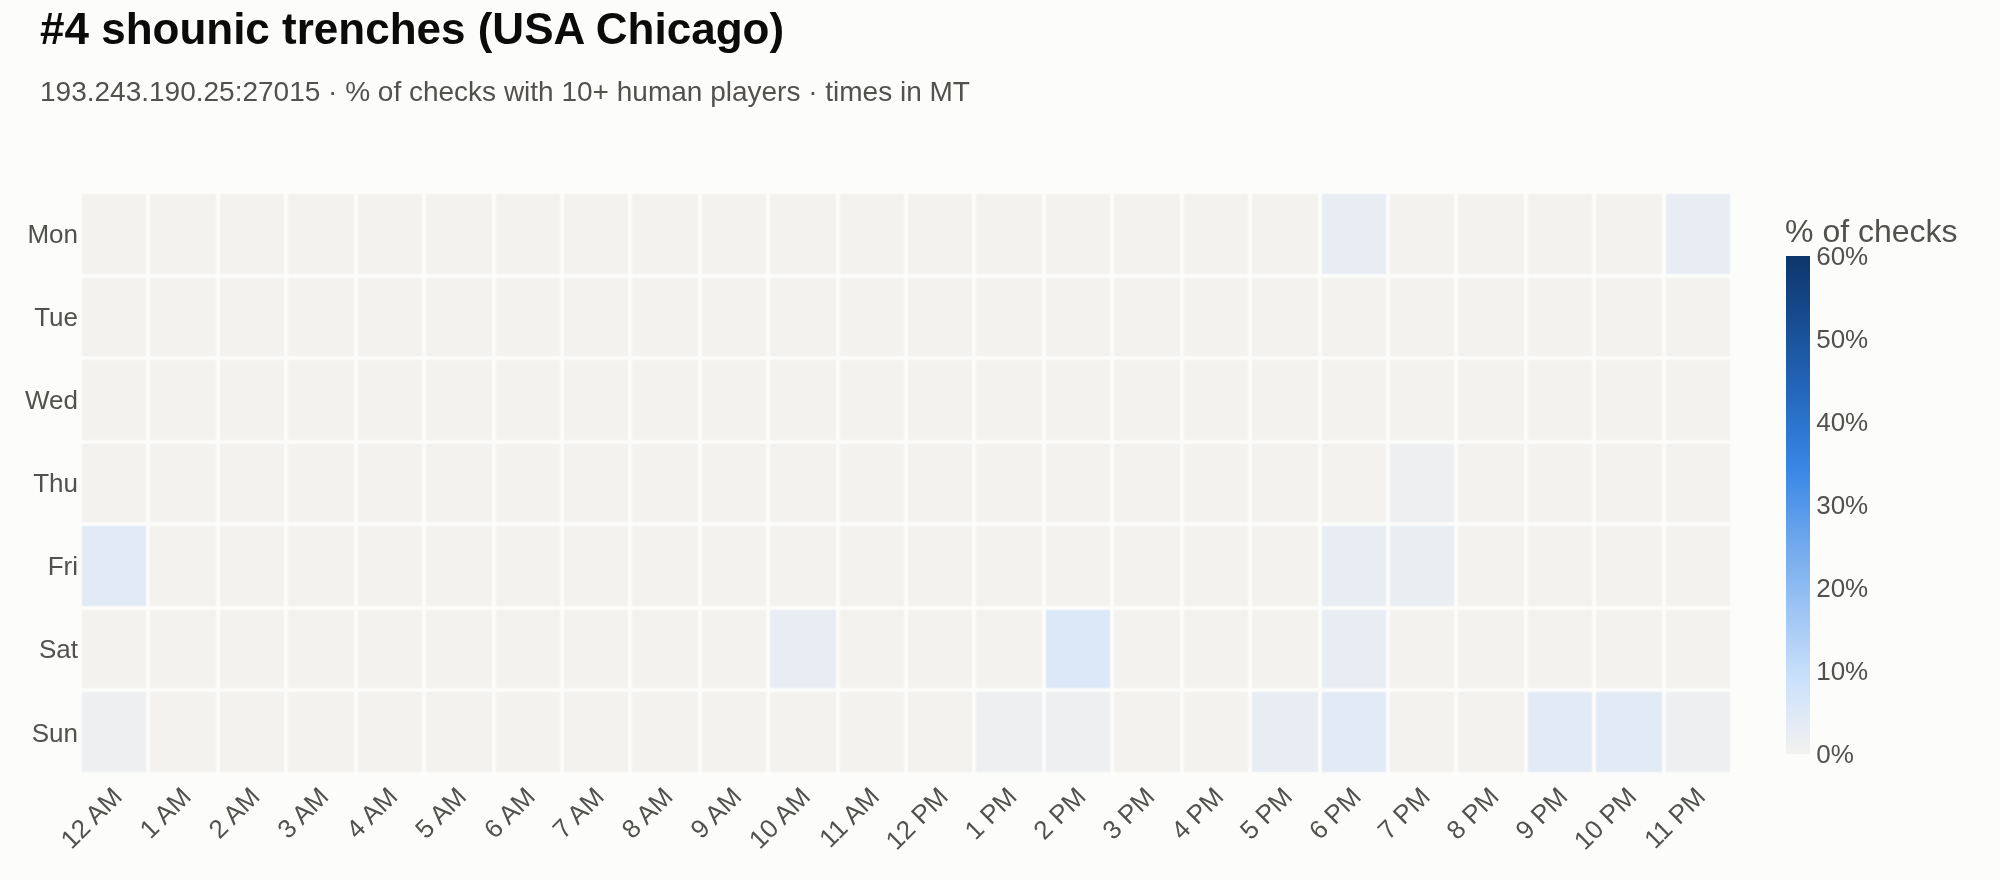 #4 shounic trenches (USA Chicago)
193.243.190.25:27015 · % of checks with 10+ human players · times in MT
% of checks
60%
50%
40%
30%
20%
10%
0%
Mon
Tue
Wed
Thu
Fri
Sat
Sun
12 AM
1 AM
2 AM
3 AM
4 AM
5 AM
6 AM
7 AM
8 AM
9 AM
10 AM
11 AM
12 PM
1 PM
2 PM
3 PM
4 PM
5 PM
6 PM
7 PM
8 PM
9 PM
10 PM
11 PM